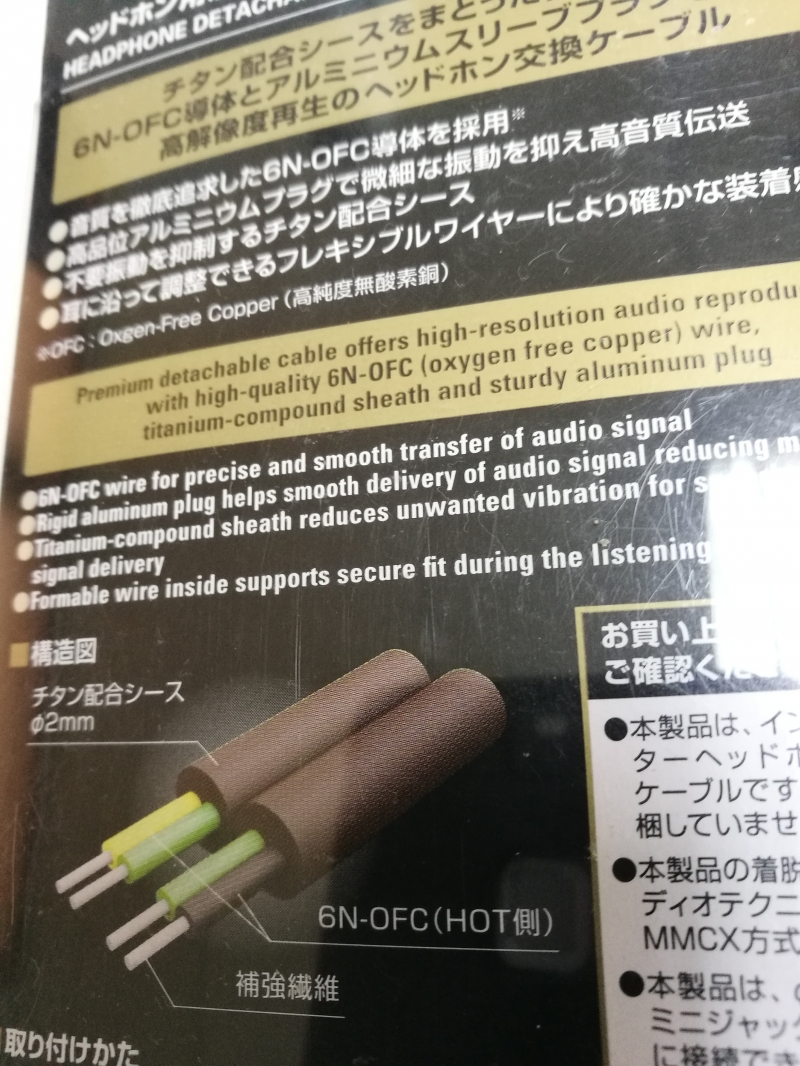 ヘッドホン用
HEADPHONE DETACHA
チタン配合シースをまとった
6N-OFC導体とアルミニウムスリーブプラグ
高解像度再生のヘッドホン交換ケーブル
●音質を徹底追求した6N-OFC導体を採用※
●高品位アルミニウムプラグで微細な振動を抑え高音質伝送
●不要振動を抑制するチタン配合シース
●耳に沿って調整できるフレキシブルワイヤーにより確かな装着感
※OFC：Oxgen-Free Copper（高純度無酸素銅）
Premium detachable cable offers high-resolution audio reprodu
with high-quality 6N-OFC (oxygen free copper) wire,
titanium-compound sheath and sturdy aluminum plug
●6N-OFC wire for precise and smooth transfer of audio signal
●Rigid aluminum plug helps smooth delivery of audio signal reducing m
●Titanium-compound sheath reduces unwanted vibration for s
signal delivery
●Formable wire inside supports secure fit during the listening
■構造図
チタン配合シース
φ2mm
6N-OFC（HOT側）
補強繊維
取り付けかた
お買い上
ご確認くだ
●本製品は、イン
ターヘッドホ
ケーブルです
梱していませ
●本製品の着脱
ディオテクニ
MMCX方式
●本製品は、
ミニジャック
に接続でき